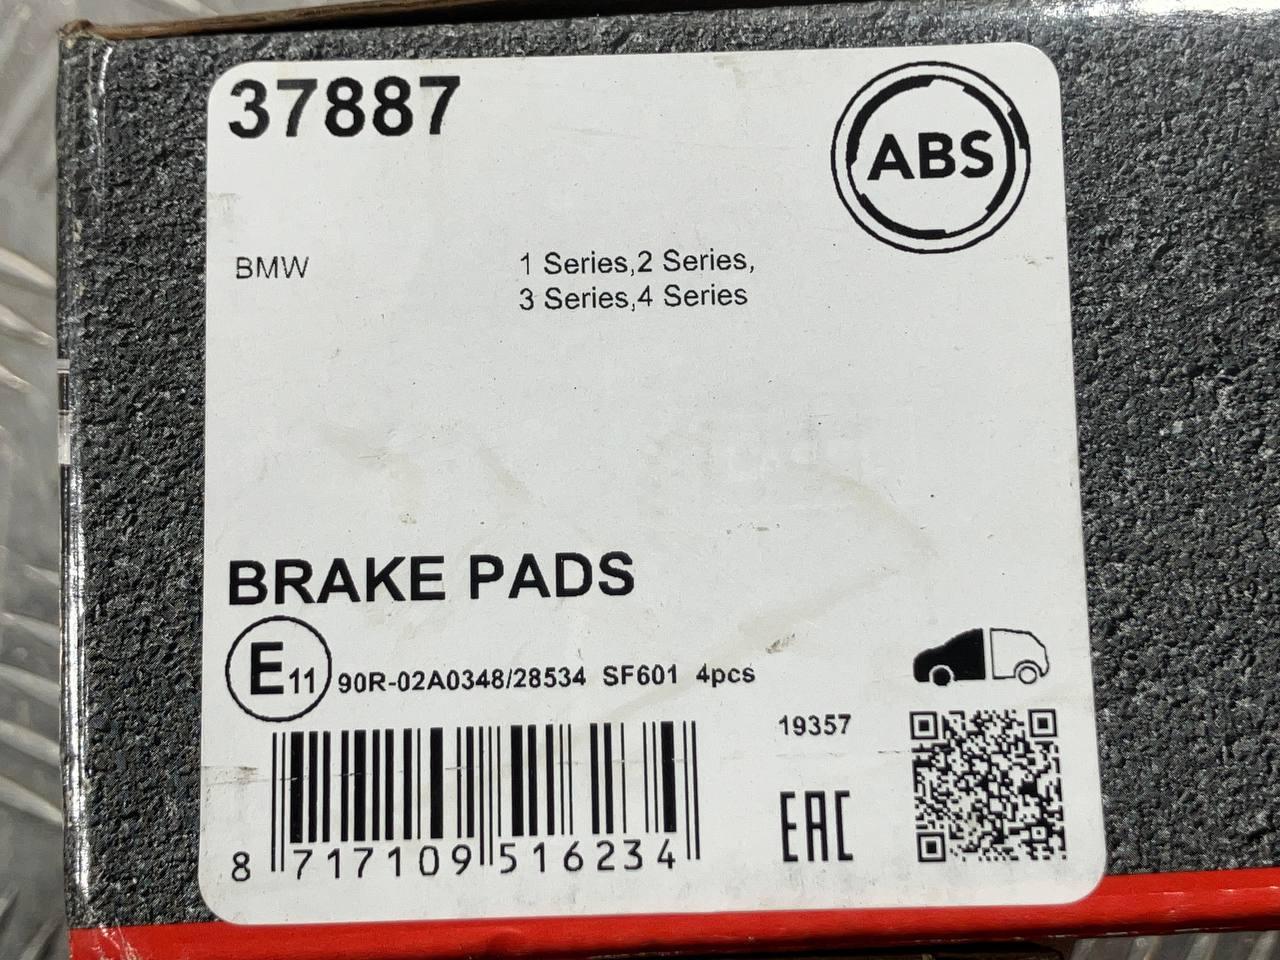 37887
ABS
BMW
1 Series,2 Series,
3 Series,4 Series
BRAKE PADS
E11 90R-02A0348/28534 SF601 4pcs
19357
EAC
8 717109 516234